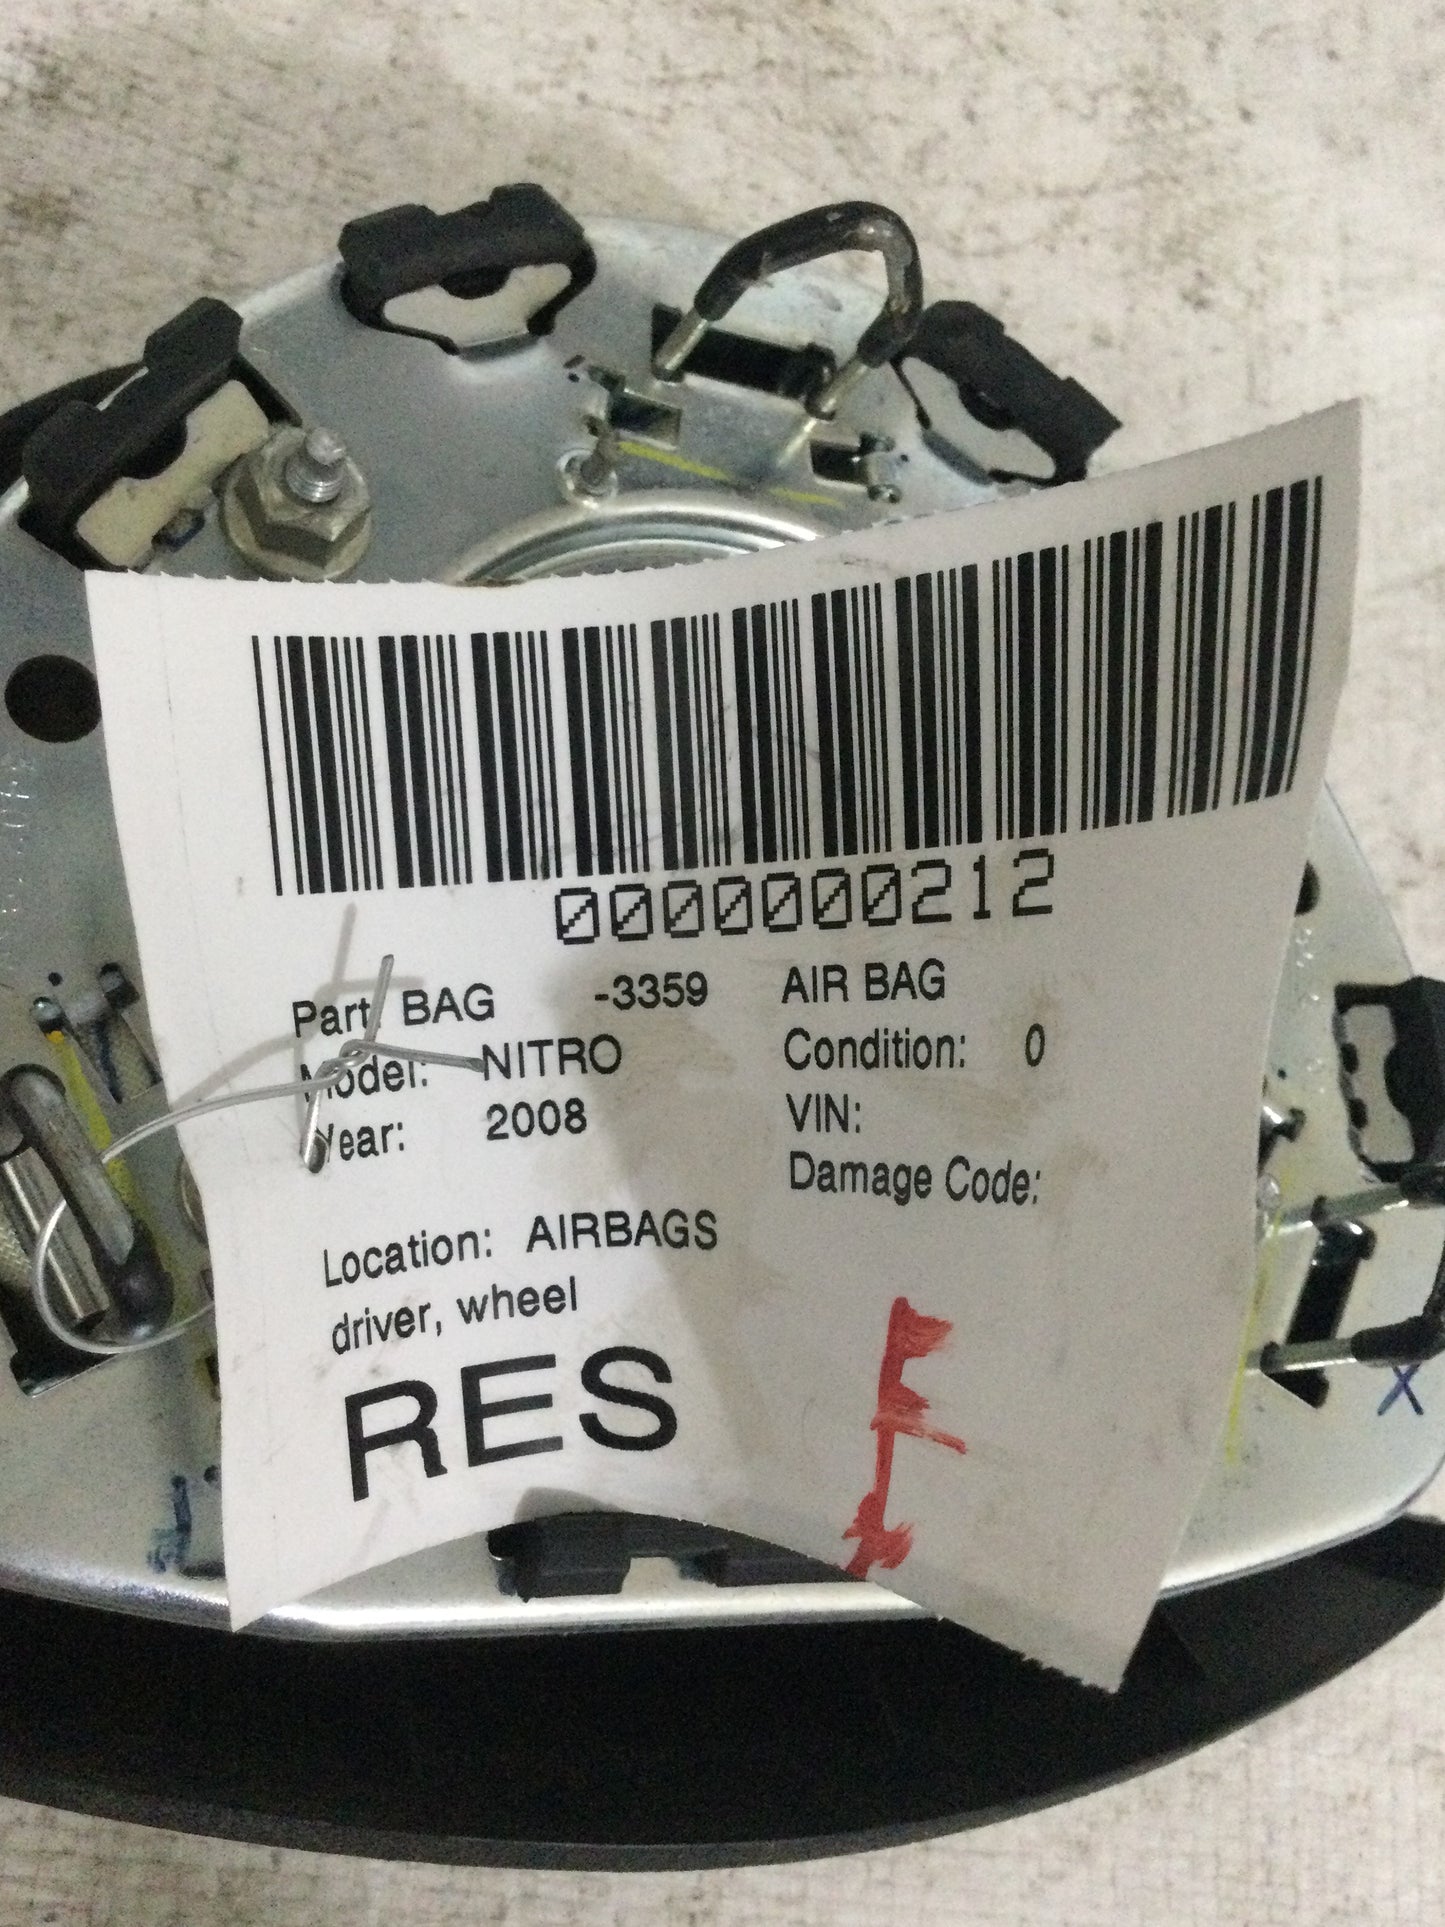 0000000212
Part: BAG -3359 AIR BAG
Model: NITRO Condition: 0
Year: 2008 VIN:
Damage Code:
Location: AIRBAGS
driver, wheel
RES
X